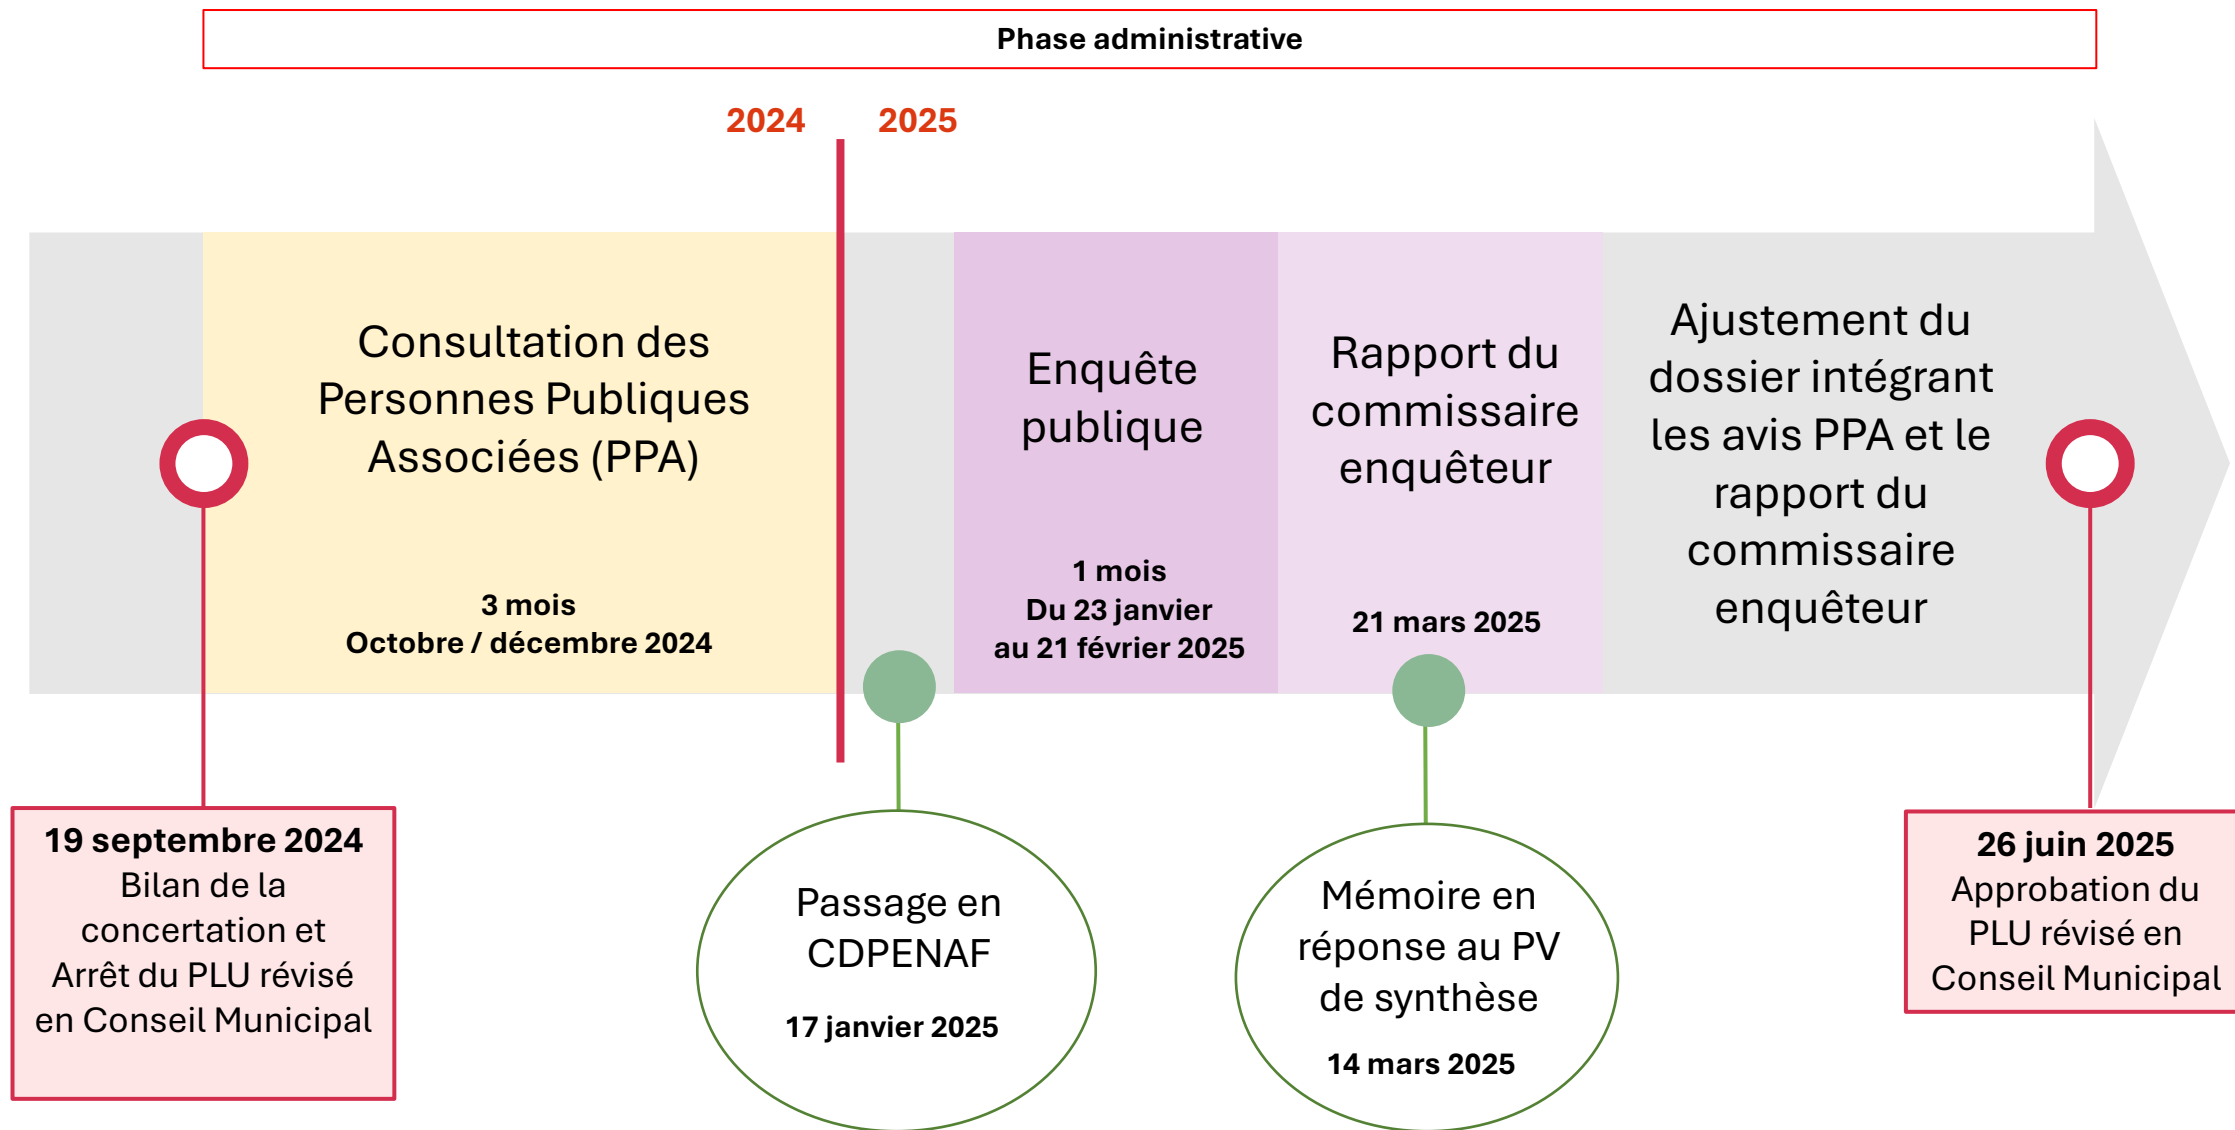 Phase administrative
2024
2025
Consultation des
Personnes Publiques
Associées (PPA)
3 mois
Octobre / décembre 2024
Enquête
publique
1 mois
Du 23 janvier
au 21 février 2025
Rapport du
commissaire
enquêteur
21 mars 2025
Ajustement du
dossier intégrant
les avis PPA et le
rapport du
commissaire
enquêteur
19 septembre 2024
Bilan de la
concertation et
Arrêt du PLU révisé
en Conseil Municipal
Passage en
CDPENAF
17 janvier 2025
Mémoire en
réponse au PV
de synthèse
14 mars 2025
26 juin 2025
Approbation du
PLU révisé en
Conseil Municipal